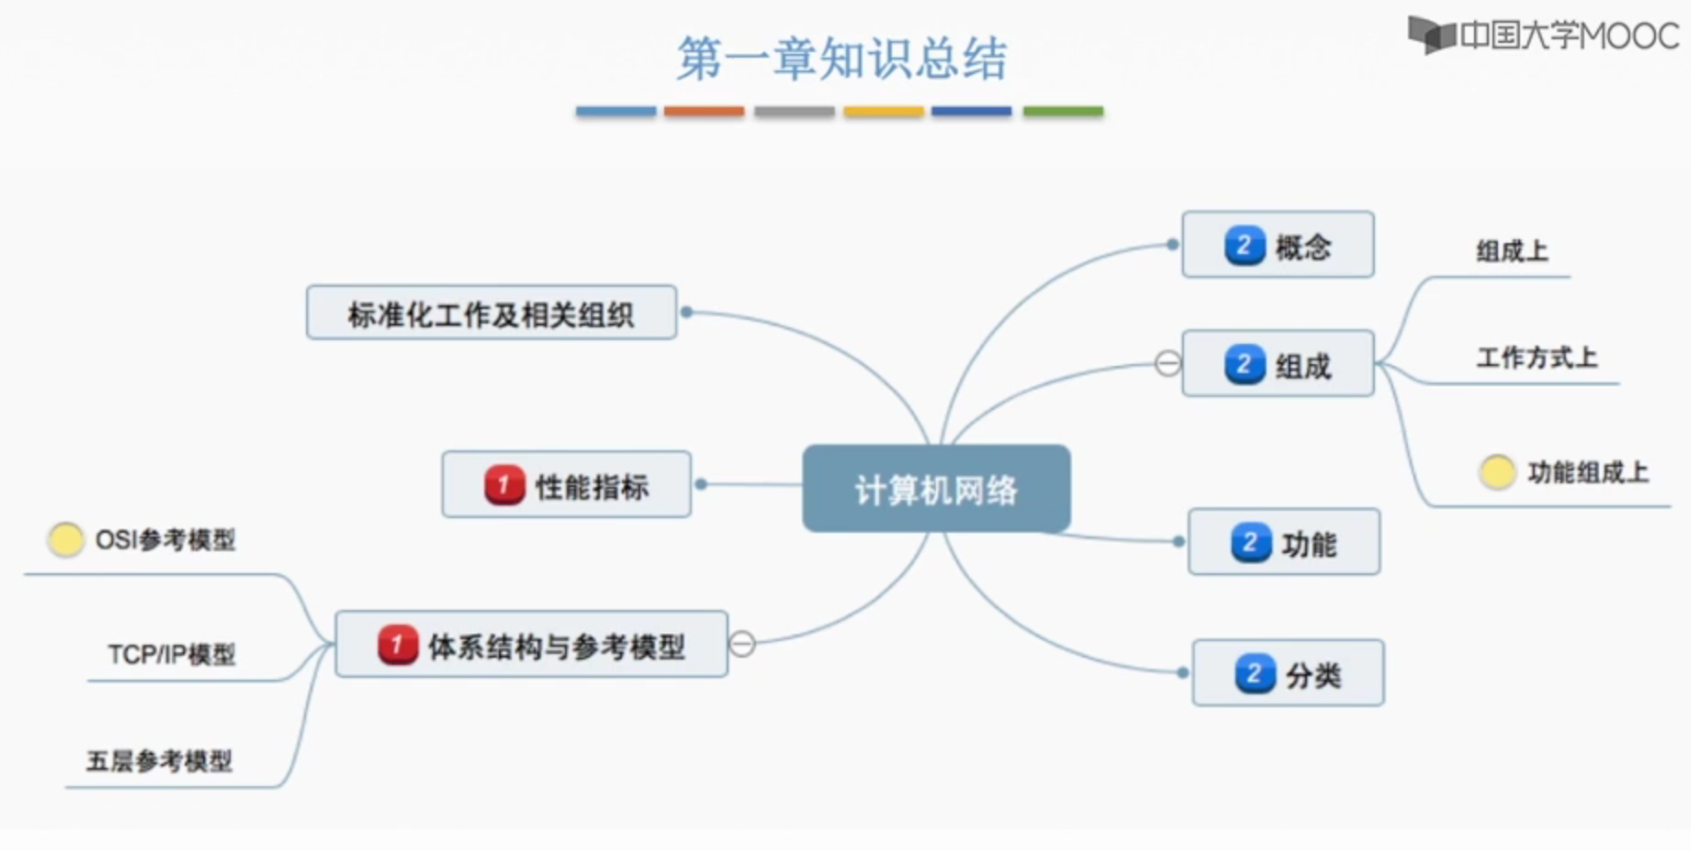 中国大学MOOC
第一章知识总结
2 概念
组成上
标准化工作及相关组织
2 组成
工作方式上
1 性能指标
计算机网络
功能组成上
OSI参考模型
2 功能
1 体系结构与参考模型
TCP/IP模型
2 分类
五层参考模型